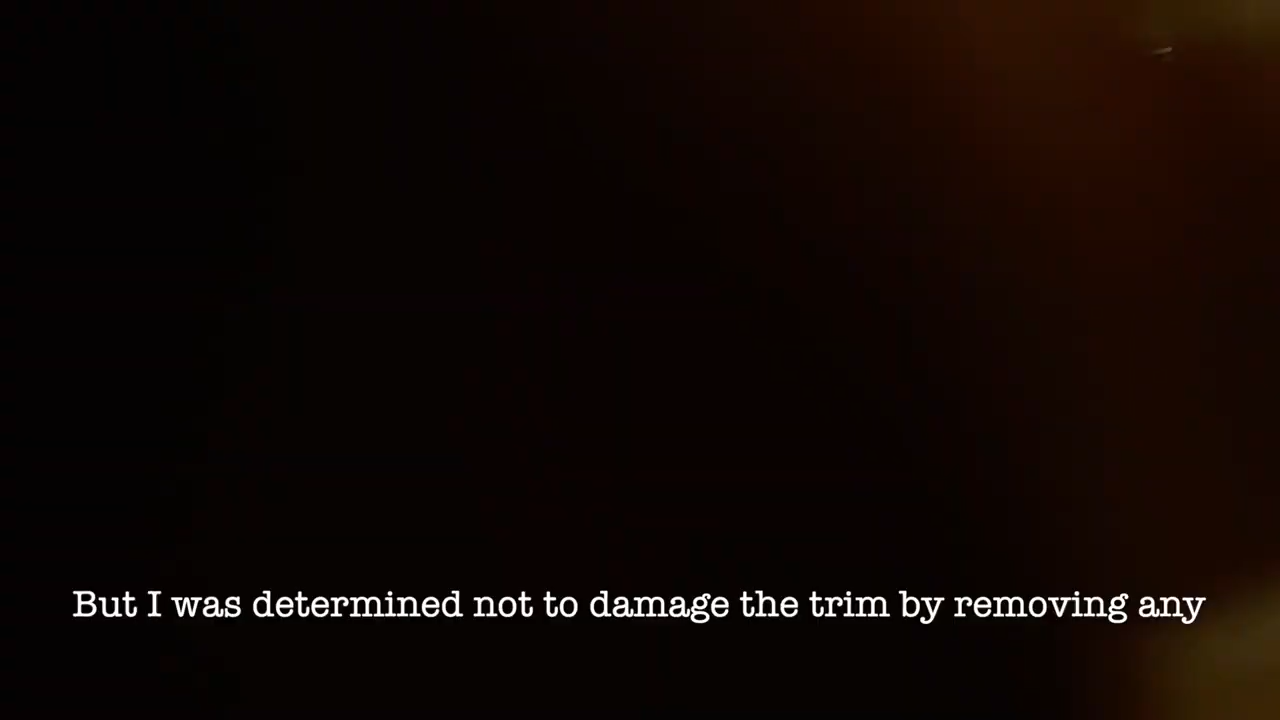 But I was determined not to damage the trim by removing any